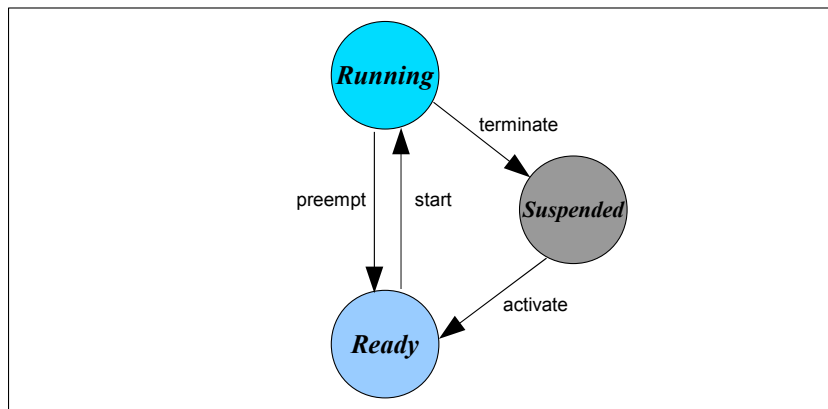 Running
terminate
preempt
start
Suspended
activate
Ready